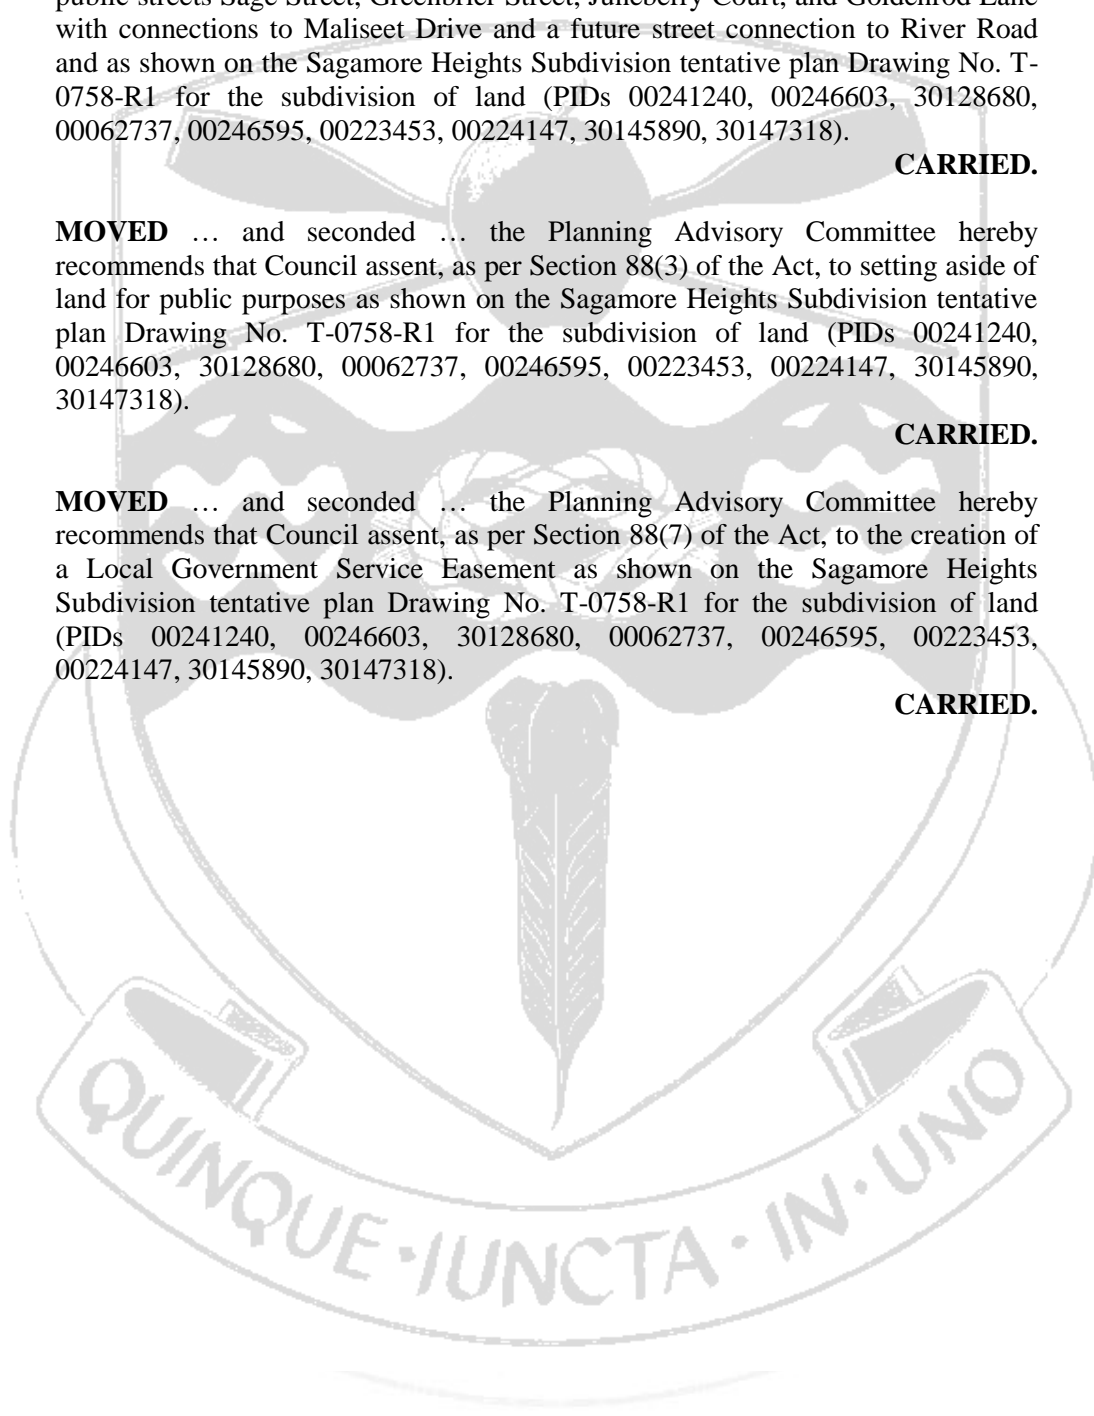 public streets Sage Street, Greenbrier Street, Juneberry Court, and Goldenrod Lane
with connections to Maliseet Drive and a future street connection to River Road
and as shown on the Sagamore Heights Subdivision tentative plan Drawing No. T-
0758-R1 for the subdivision of land (PIDs 00241240, 00246603, 30128680,
00062737, 00246595, 00223453, 00224147, 30145890, 30147318).
CARRIED.
MOVED … and seconded … the Planning Advisory Committee hereby
recommends that Council assent, as per Section 88(3) of the Act, to setting aside of
land for public purposes as shown on the Sagamore Heights Subdivision tentative
plan Drawing No. T-0758-R1 for the subdivision of land (PIDs 00241240,
00246603, 30128680, 00062737, 00246595, 00223453, 00224147, 30145890,
30147318).
CARRIED.
MOVED … and seconded … the Planning Advisory Committee hereby
recommends that Council assent, as per Section 88(7) of the Act, to the creation of
a Local Government Service Easement as shown on the Sagamore Heights
Subdivision tentative plan Drawing No. T-0758-R1 for the subdivision of land
(PIDs 00241240, 00246603, 30128680, 00062737, 00246595, 00223453,
00224147, 30145890, 30147318).
CARRIED.
QUINQUE·IUNCTA·IN·UNO